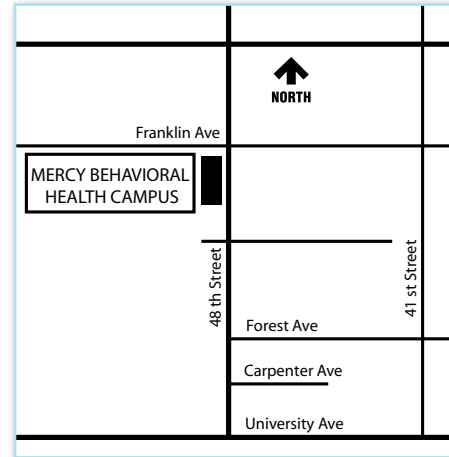 NORTH
Franklin Ave
MERCY BEHAVIORAL
HEALTH CAMPUS
48 th Street
41 st Street
Forest Ave
Carpenter Ave
University Ave